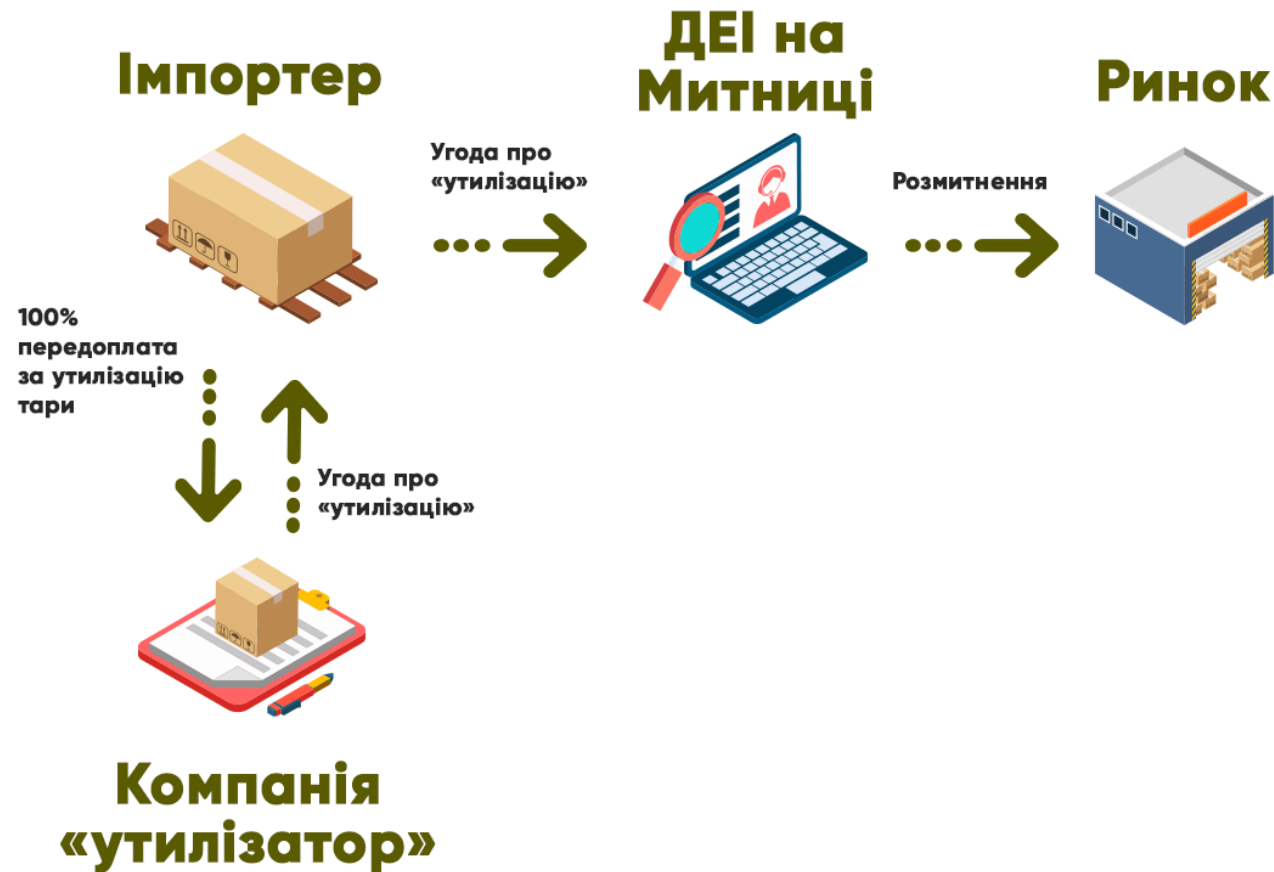 Імпортер
ДЕІ на
Митниці
Ринок
Угода про
«утилізацію»
Розмитнення
100%
передоплата
за утилізацію
тари
Угода про
«утилізацію»
Компанія
«утилізатор»